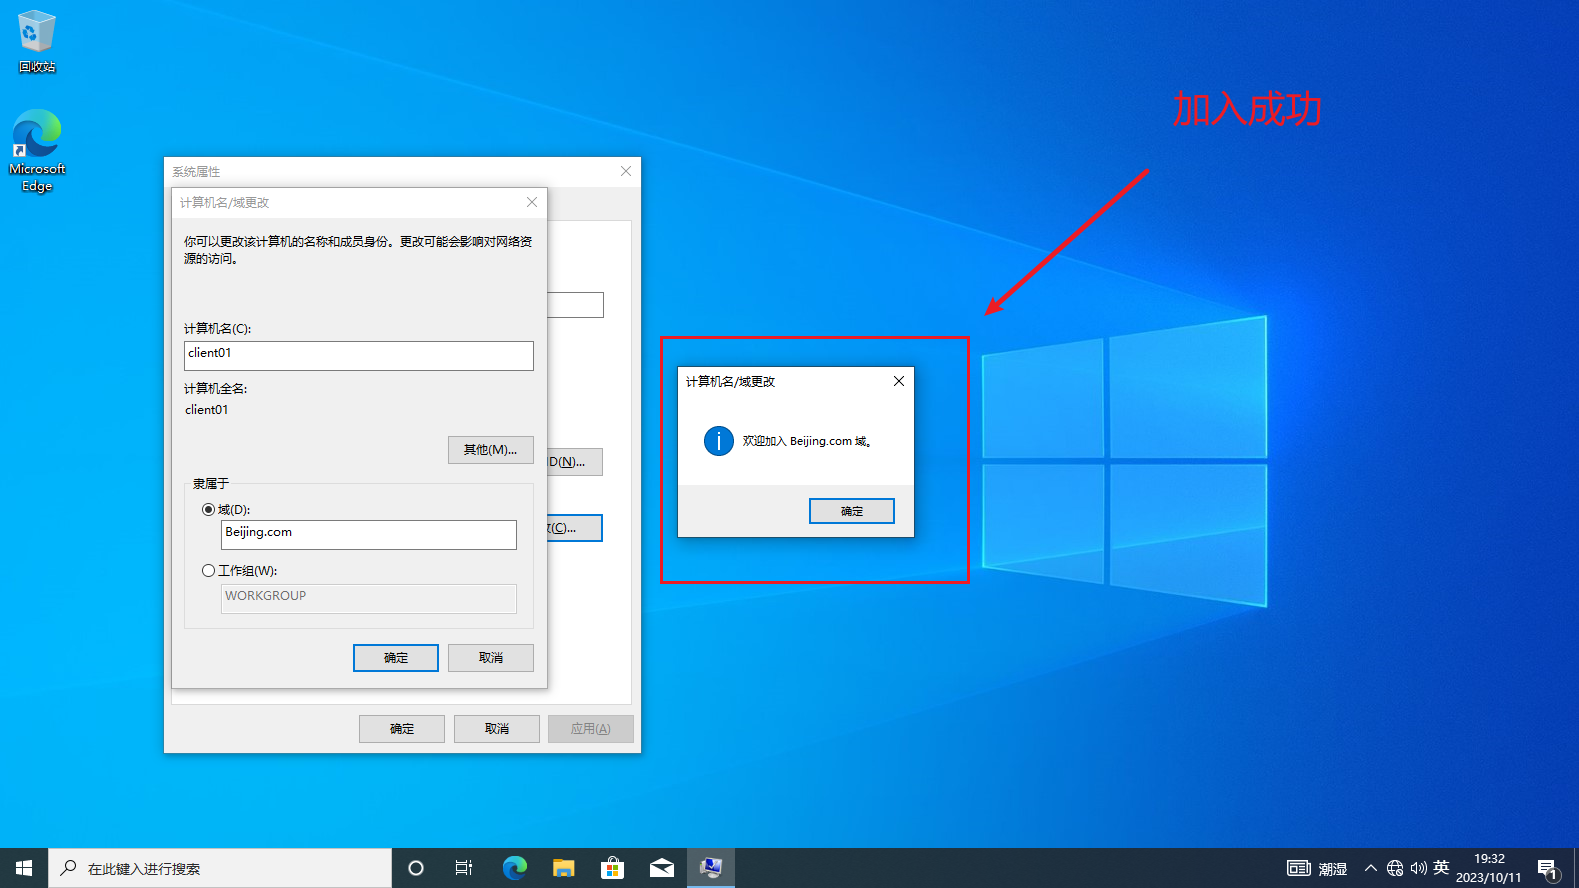 回收站
Microsoft
Edge
加入成功
系统属性
计算机名/域更改
你可以更改该计算机的名称和成员身份。更改可能会影响对网络资
源的访问。
计算机名(C):
client01
计算机全名:
client01
其他(M)...
ID(N)...
隶属于
域(D):
Beijing.com
(C)...
工作组(W):
WORKGROUP
确定
取消
确定
取消
应用(A)
计算机名/域更改
欢迎加入 Beijing.com 域。
确定
在此键入进行搜索
潮湿
英
19:32
2023/10/11
1